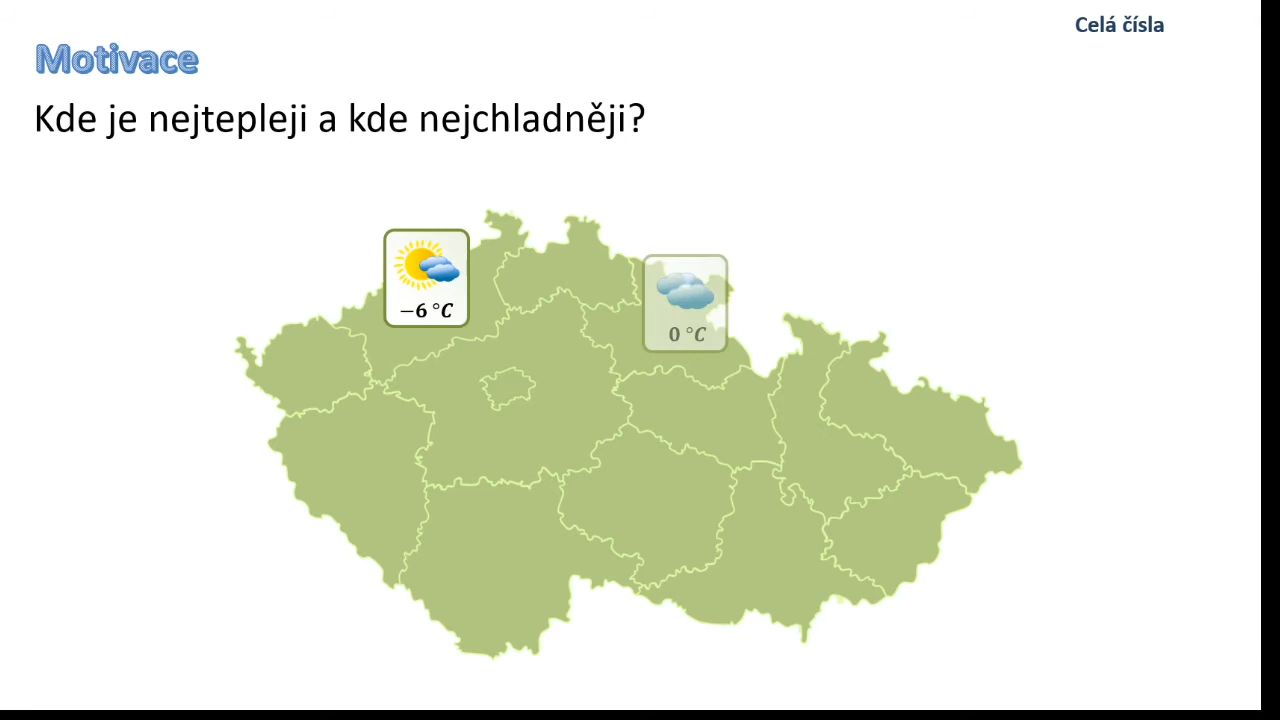 Celá čísla
Motivace
Kde je nejtepleji a kde nejchladněji?
−6 °C
0 °C